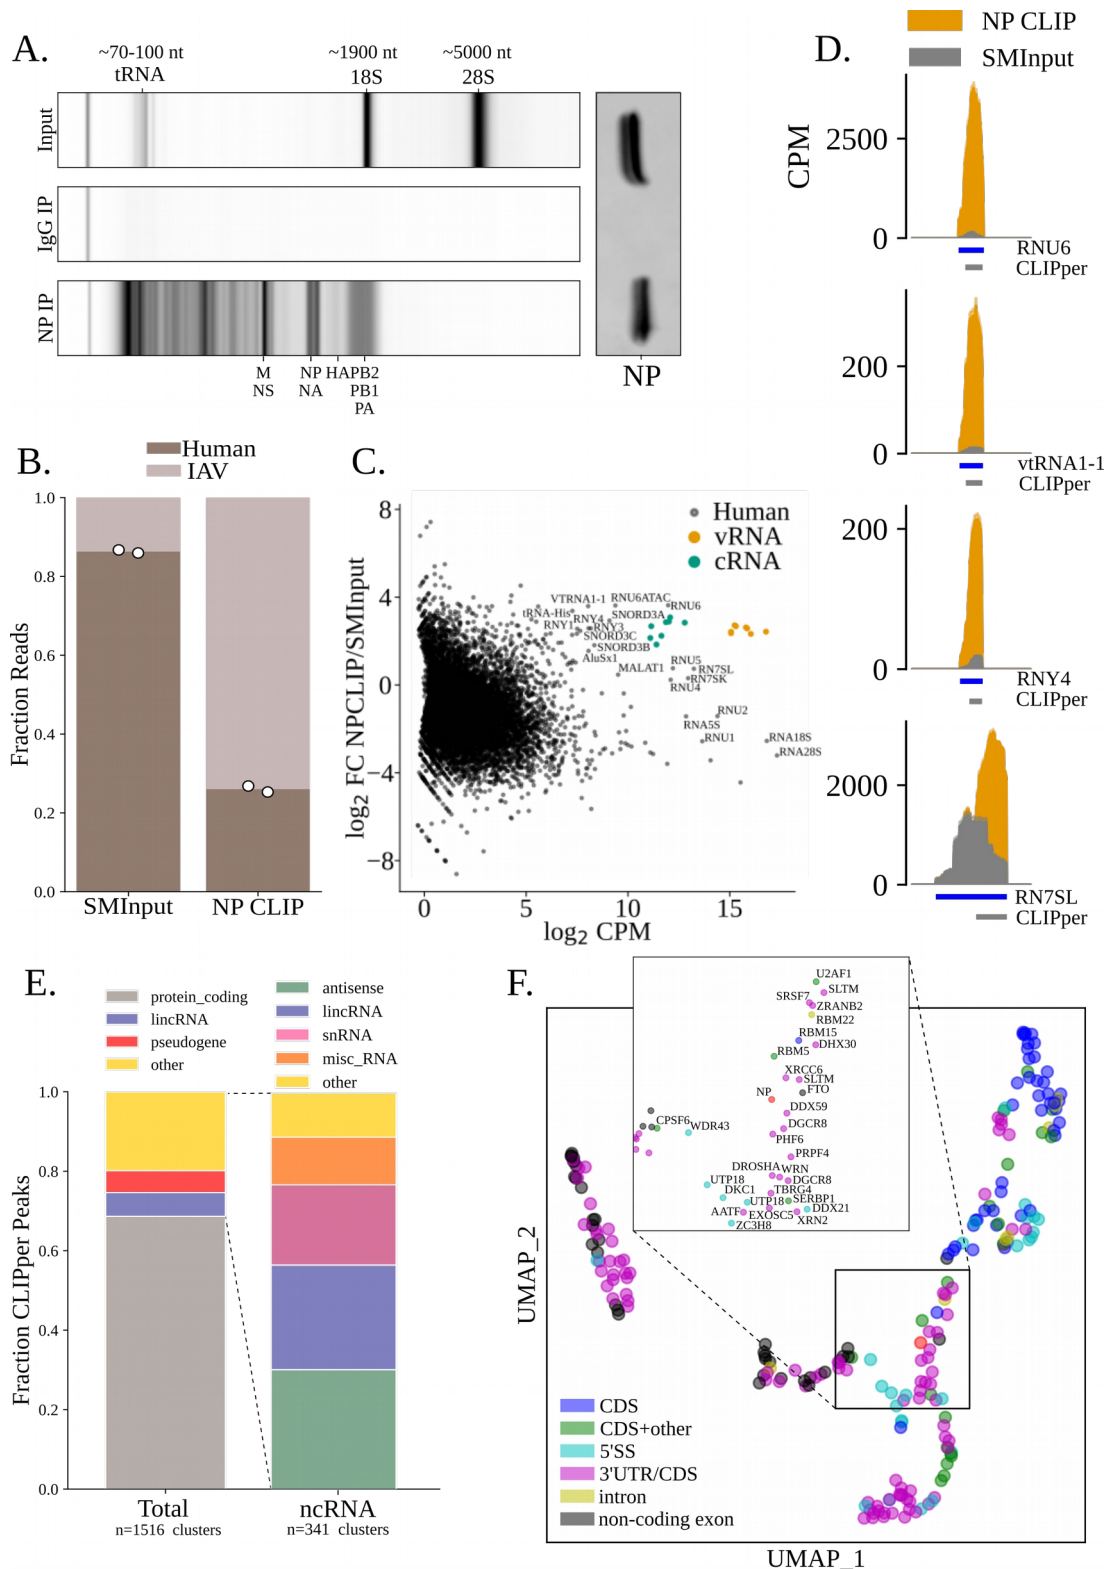 A.
~70-100 nt
tRNA
~1900 nt
18S
~5000 nt
28S
Input
IgG IP
NP IP
M
NS
NP
NA
HA
PB2
PB1
PA
NP
D.
NP CLIP
SMInput
CPM
2500
0
RNU6
CLIPper
200
0
vtRNA1-1
CLIPper
200
0
RNY4
CLIPper
2000
0
RN7SL
CLIPper
B.
Human
IAV
Fraction Reads
1.0
0.8
0.6
0.4
0.2
0.0
SMInput
NP CLIP
C.
log2 FC NPCLIP/SMInput
8
4
0
−4
−8
Human
vRNA
cRNA
VTRNA1-1
RNU6ATAC
RNU6
tRNA-His
RNY4
SNORD3A
RNY1
RNY3
SNORD3C
SNORD3B
AluSx1
MALAT1
RNU5
RN7SL
RN7SK
RNU4
RNU2
RNA5S
RNU1
RNA18S
RNA28S
0
5
10
15
log2 CPM
E.
protein_coding
lincRNA
pseudogene
other
antisense
lincRNA
snRNA
misc_RNA
other
Fraction CLIPper Peaks
1.0
0.8
0.6
0.4
0.2
0.0
Total
n=1516 clusters
ncRNA
n=341 clusters
F.
U2AF1
SLTM
SRSF7
ZRANB2
RBM22
RBM15
DHX30
RBM5
XRCC6
SLTM
FTO
NP
DDX59
CPSF6
WDR43
DGCR8
PHF6
PRPF4
DROSHA
WRN
UTP18
DGCR8
DKC1
TBRG4
UTP18
SERBP1
AATF
EXOSC5
DDX21
ZC3H8
XRN2
UMAP_2
CDS
CDS+other
5'SS
3'UTR/CDS
intron
non-coding exon
UMAP_1